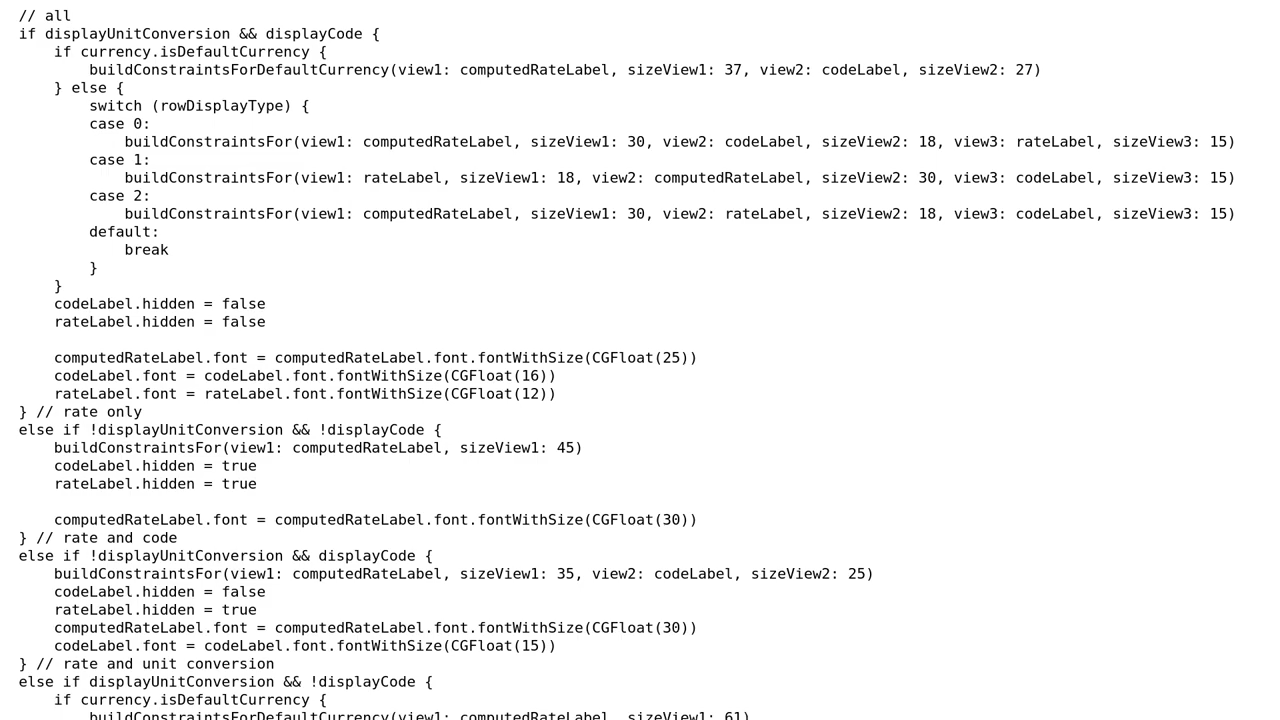 // all
if displayUnitConversion && displayCode {
    if currency.isDefaultCurrency {
        buildConstraintsForDefaultCurrency(view1: computedRateLabel, sizeView1: 37, view2: codeLabel, sizeView2: 27)
    } else {
        switch (rowDisplayType) {
        case 0:
            buildConstraintsFor(view1: computedRateLabel, sizeView1: 30, view2: codeLabel, sizeView2: 18, view3: rateLabel, sizeView3: 15)
        case 1:
            buildConstraintsFor(view1: rateLabel, sizeView1: 18, view2: computedRateLabel, sizeView2: 30, view3: codeLabel, sizeView3: 15)
        case 2:
            buildConstraintsFor(view1: computedRateLabel, sizeView1: 30, view2: rateLabel, sizeView2: 18, view3: codeLabel, sizeView3: 15)
        default:
            break
        }
    }
    codeLabel.hidden = false
    rateLabel.hidden = false

    computedRateLabel.font = computedRateLabel.font.fontWithSize(CGFloat(25))
    codeLabel.font = codeLabel.font.fontWithSize(CGFloat(16))
    rateLabel.font = rateLabel.font.fontWithSize(CGFloat(12))
} // rate only
else if !displayUnitConversion && !displayCode {
    buildConstraintsFor(view1: computedRateLabel, sizeView1: 45)
    codeLabel.hidden = true
    rateLabel.hidden = true

    computedRateLabel.font = computedRateLabel.font.fontWithSize(CGFloat(30))
} // rate and code
else if !displayUnitConversion && displayCode {
    buildConstraintsFor(view1: computedRateLabel, sizeView1: 35, view2: codeLabel, sizeView2: 25)
    codeLabel.hidden = false
    rateLabel.hidden = true
    computedRateLabel.font = computedRateLabel.font.fontWithSize(CGFloat(30))
    codeLabel.font = codeLabel.font.fontWithSize(CGFloat(15))
} // rate and unit conversion
else if displayUnitConversion && !displayCode {
    if currency.isDefaultCurrency {
        buildConstraintsForDefaultCurrency(view1: computedRateLabel, sizeView1: 61)